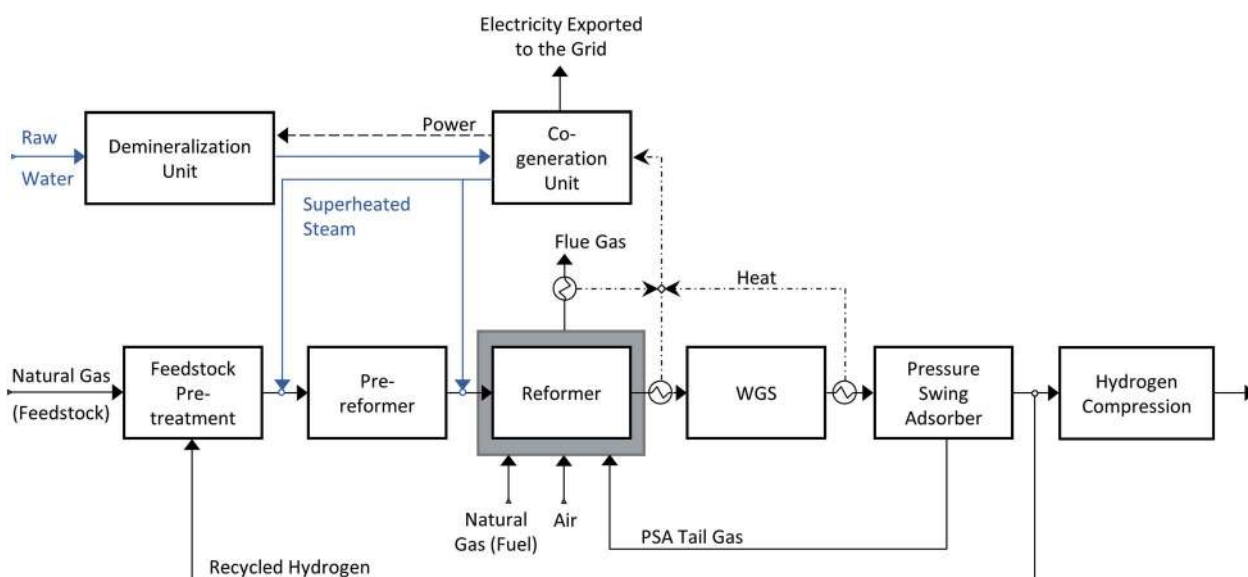 Electricity Exported
to the Grid
Raw
Water
Demineralization
Unit
Power
Co-
generation
Unit
Superheated
Steam
Flue Gas
Heat
Natural Gas
(Feedstock)
Feedstock
Pre-
treatment
Pre-
reformer
Reformer
WGS
Pressure
Swing
Adsorber
Hydrogen
Compression
Natural
Gas (Fuel)
Air
PSA Tail Gas
Recycled Hydrogen